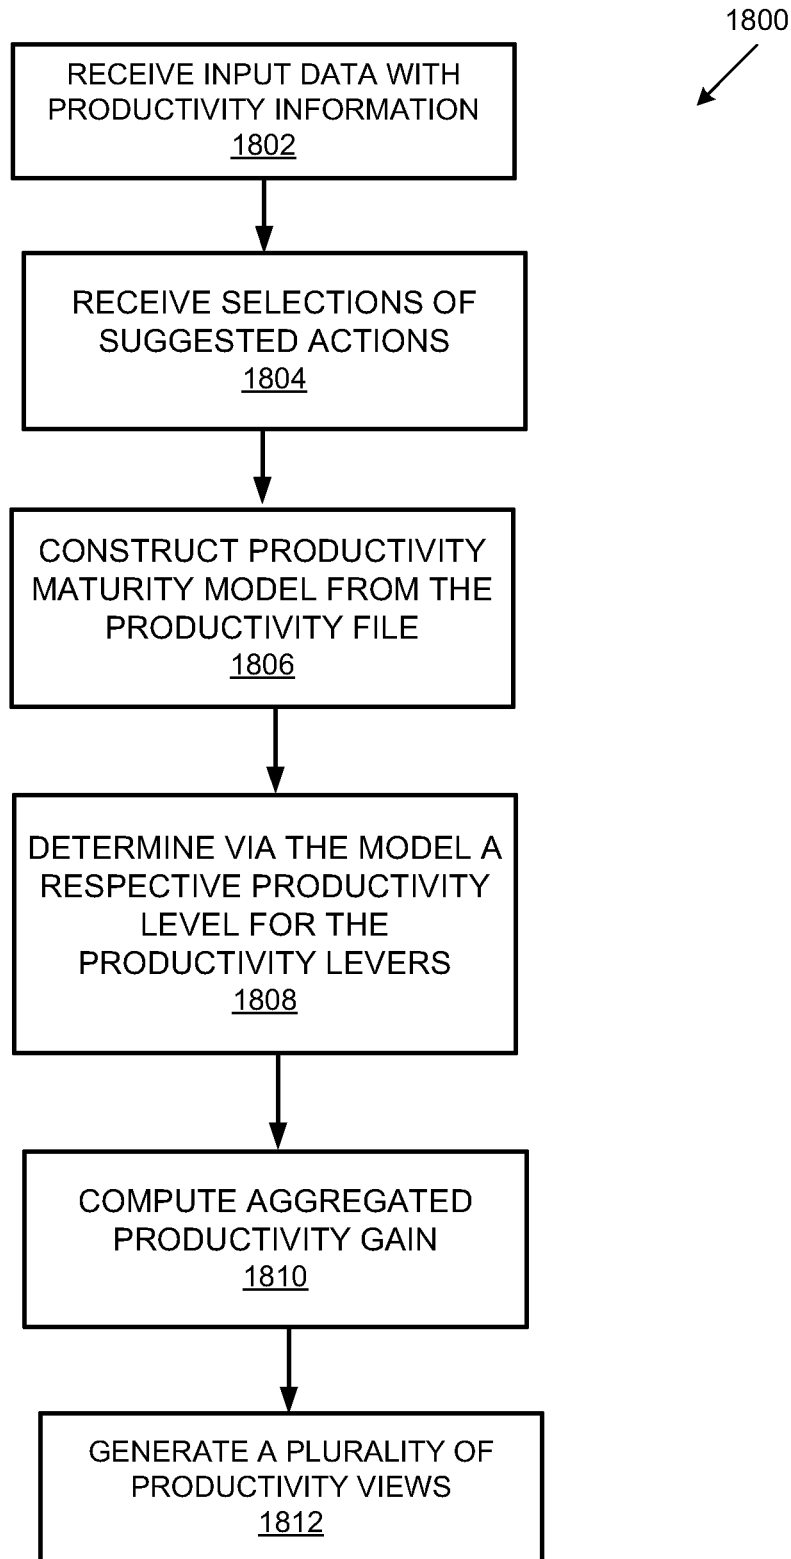 1800
RECEIVE INPUT DATA WITH
PRODUCTIVITY INFORMATION
1802
RECEIVE SELECTIONS OF
SUGGESTED ACTIONS
1804
CONSTRUCT PRODUCTIVITY
MATURITY MODEL FROM THE
PRODUCTIVITY FILE
1806
DETERMINE VIA THE MODEL A
RESPECTIVE PRODUCTIVITY
LEVEL FOR THE
PRODUCTIVITY LEVERS
1808
COMPUTE AGGREGATED
PRODUCTIVITY GAIN
1810
GENERATE A PLURALITY OF
PRODUCTIVITY VIEWS
1812